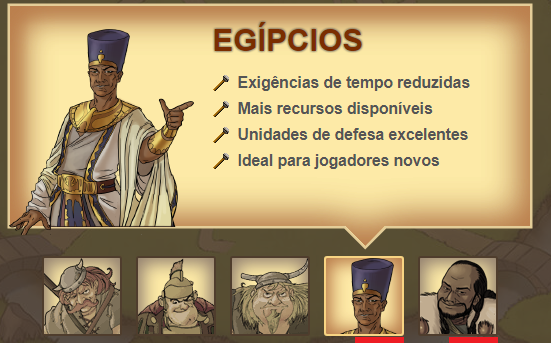 EGÍPCIOS
Exigências de tempo reduzidas
Mais recursos disponíveis
Unidades de defesa excelentes
Ideal para jogadores novos